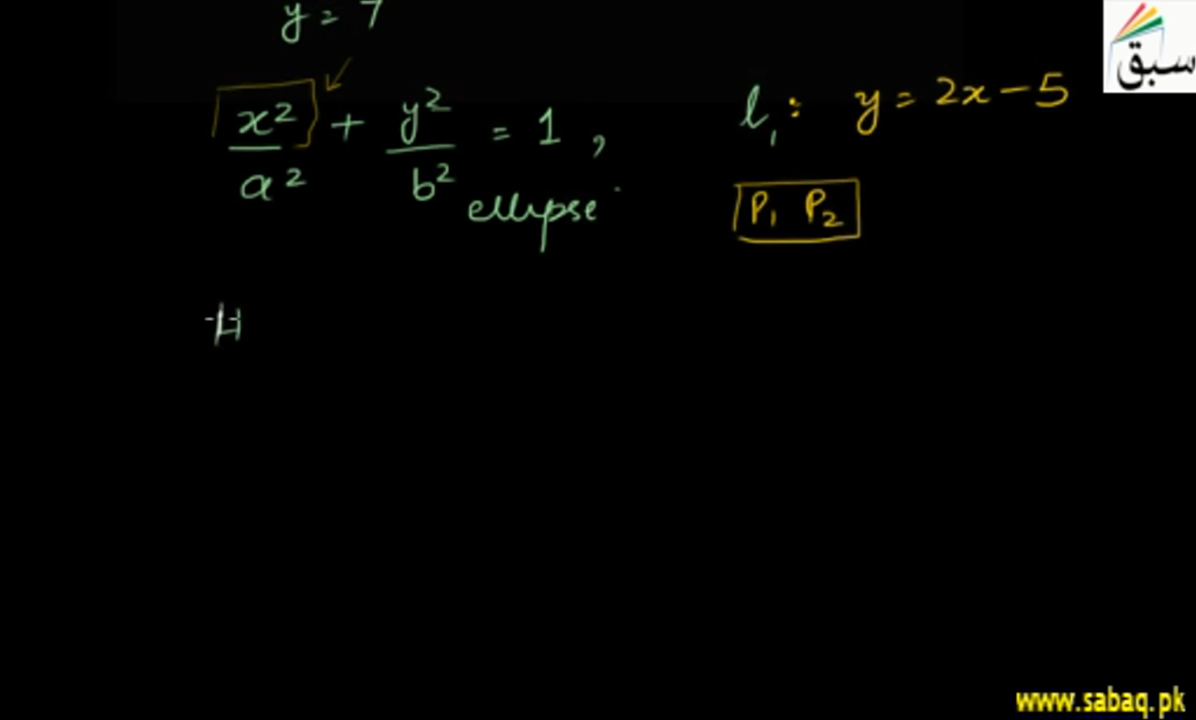 y = 7
x²/a² + y²/b² = 1 , l₁ : y = 2x - 5
ellipse P₁ P₂
سبق
www.sabaq.pk